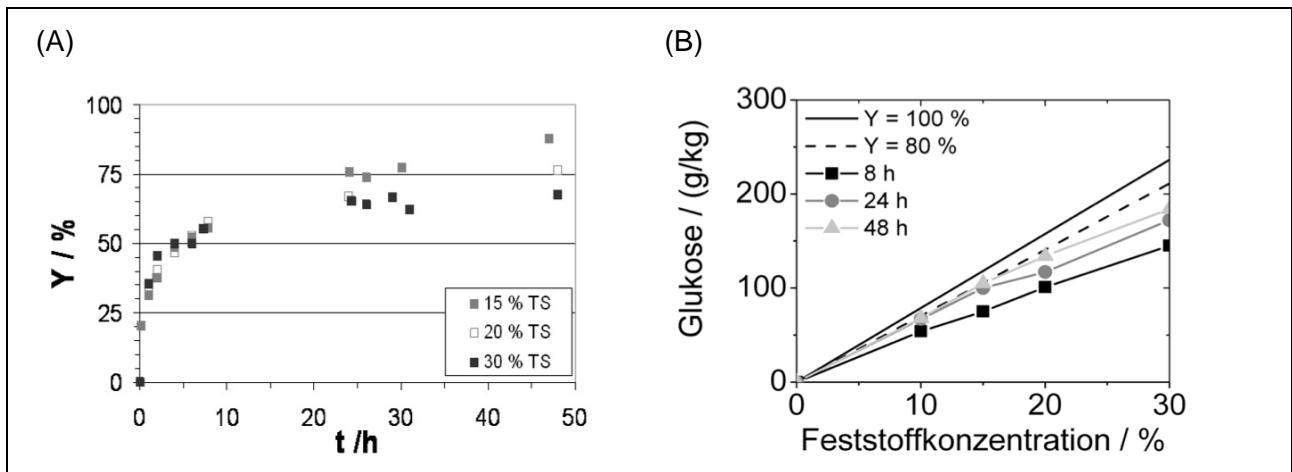 (A)
(B)
100
75
50
25
0
0 10 20 30 40 50
Y / %
t /h
15 % TS
20 % TS
30 % TS
300
200
100
0
0 10 20 30
Glukose / (g/kg)
Feststoffkonzentration / %
Y = 100 %
Y = 80 %
8 h
24 h
48 h